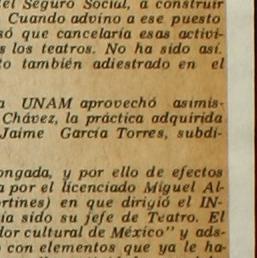 el Seguro Social, a construir
Cuando advino a ese puesto
só que cancelaría esas activi-
s los teatros. No ha sido así.
to también adiestrado en el
a UNAM aprovechó asimis-
Chávez, la práctica adquirida
Jaime García Torres, subdi-
ongada, y por ello de efectos
a por el licenciado Miguel Al-
ortines) en que dirigió el IN-
ía sido su jefe de Teatro. El
dor cultural de México" y ads-
con elementos que ya le ha-